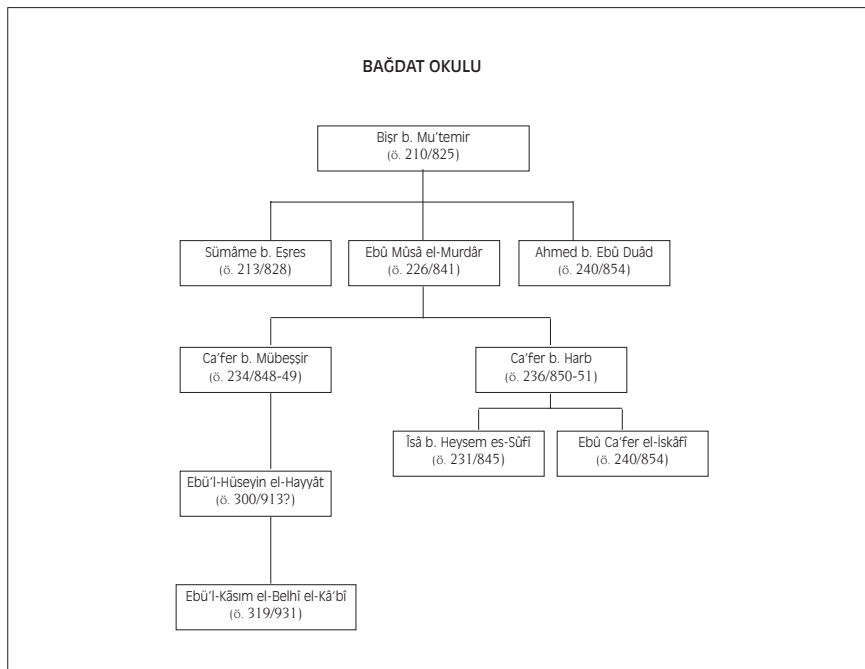 BAĞDAT OKULU
Bişr b. Mu‘temir
(ö. 210/825)
Sümâme b. Eşres
(ö. 213/828)
Ebû Mûsâ el-Murdâr
(ö. 226/841)
Ahmed b. Ebû Duâd
(ö. 240/854)
Ca‘fer b. Mübeşşir
(ö. 234/848-49)
Ca‘fer b. Harb
(ö. 236/850-51)
Îsâ b. Heysem es-Sûfî
(ö. 231/845)
Ebû Ca‘fer el-İskâfî
(ö. 240/854)
Ebü’l-Hüseyin el-Hayyât
(ö. 300/913?)
Ebü’l-Kāsım el-Belhî el-Kâ‘bî
(ö. 319/931)